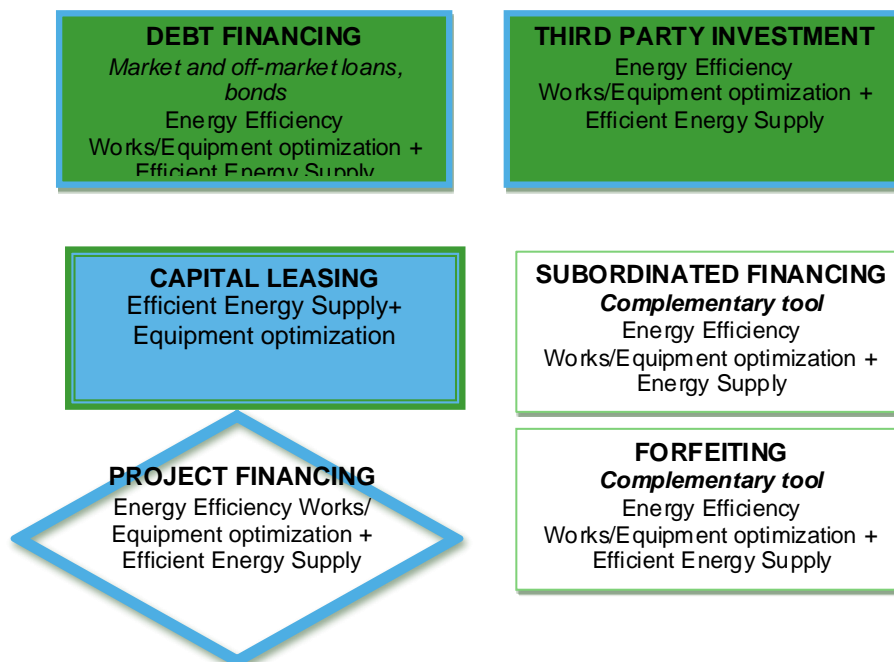 DEBT FINANCING
Market and off-market loans,
bonds
Energy Efficiency
Works/Equipment optimization +
Efficient Energy Supply
THIRD PARTY INVESTMENT
Energy Efficiency
Works/Equipment optimization +
Efficient Energy Supply
CAPITAL LEASING
Efficient Energy Supply+
Equipment optimization
SUBORDINATED FINANCING
Complementary tool
Energy Efficiency
Works/Equipment optimization +
Energy Supply
PROJECT FINANCING
Energy Efficiency Works/
Equipment optimization +
Efficient Energy Supply
FORFEITING
Complementary tool
Energy Efficiency
Works/Equipment optimization +
Efficient Energy Supply